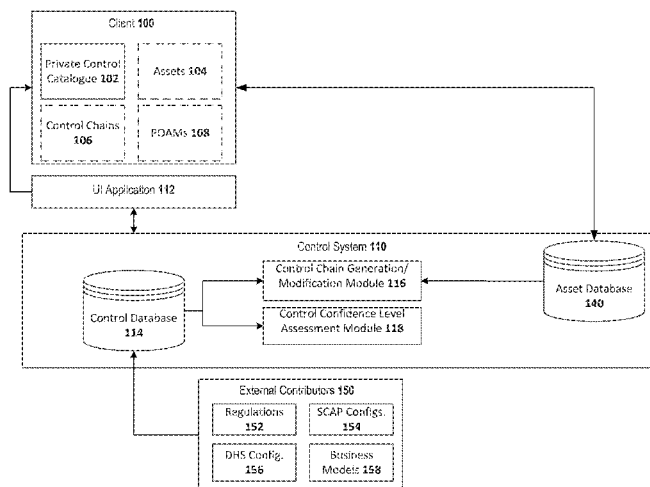 Client 100
Private Control
Catalogue 102
Assets 104
Control Chains
106
POAMs 108
UI Application 112
Control System 110
Control Database
114
Control Chain Generation/
Modification Module 116
Control Confidence Level
Assessment Module 118
Asset Database
140
External Contributors 150
Regulations
152
SCAP Configs.
154
DHS Config.
156
Business
Models 158